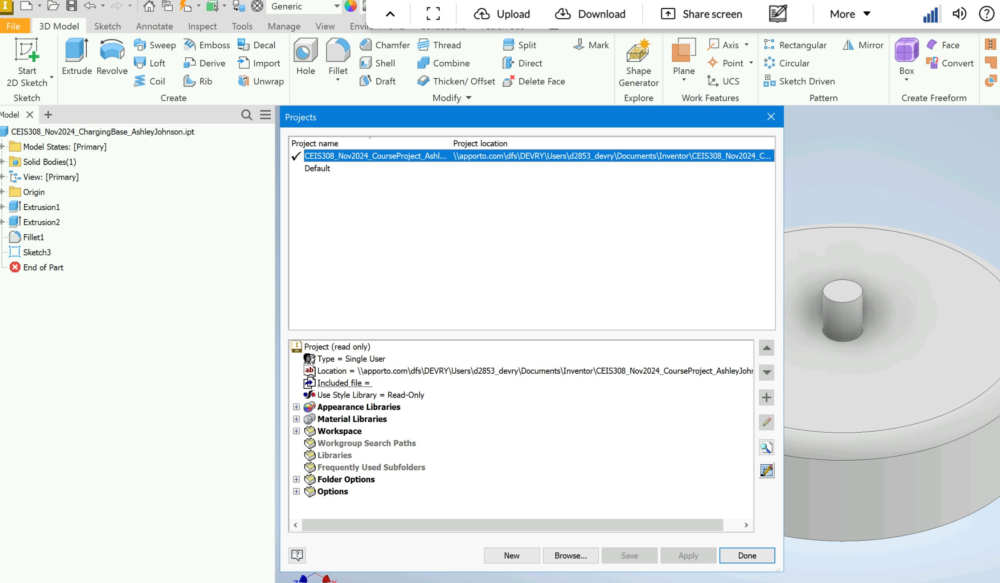 Generic
Upload
Download
Share screen
More
File
3D Model
Sketch
Annotate
Inspect
Tools
Manage
View
Start
2D Sketch
Sketch
Extrude
Revolve
Sweep
Loft
Coil
Emboss
Derive
Rib
Decal
Import
Unwrap
Create
Hole
Fillet
Chamfer
Shell
Draft
Thread
Combine
Thicken/ Offset
Split
Direct
Delete Face
Mark
Modify
Shape
Generator
Explore
Plane
Axis
Point
UCS
Work Features
Rectangular
Circular
Sketch Driven
Mirror
Pattern
Box
Face
Convert
Create Freeform
Model
CEIS308_Nov2024_ChargingBase_AshleyJohnson.ipt
Model States: [Primary]
Solid Bodies(1)
View: [Primary]
Origin
Extrusion1
Extrusion2
Fillet1
Sketch3
End of Part
Projects
Project name
Project location
CEIS308_Nov2024_CourseProject_Ashl...
\\apporto.com\dfs\DEVRY\Users\d2853_devry\Documents\Inventor\CEIS308_Nov2024_C...
Default
Project (read only)
Type = Single User
Location = \\apporto.com\dfs\DEVRY\Users\d2853_devry\Documents\Inventor\CEIS308_Nov2024_CourseProject_AshleyJohn
Included file =
Use Style Library = Read-Only
Appearance Libraries
Material Libraries
Workspace
Workgroup Search Paths
Libraries
Frequently Used Subfolders
Folder Options
Options
New
Browse...
Save
Apply
Done